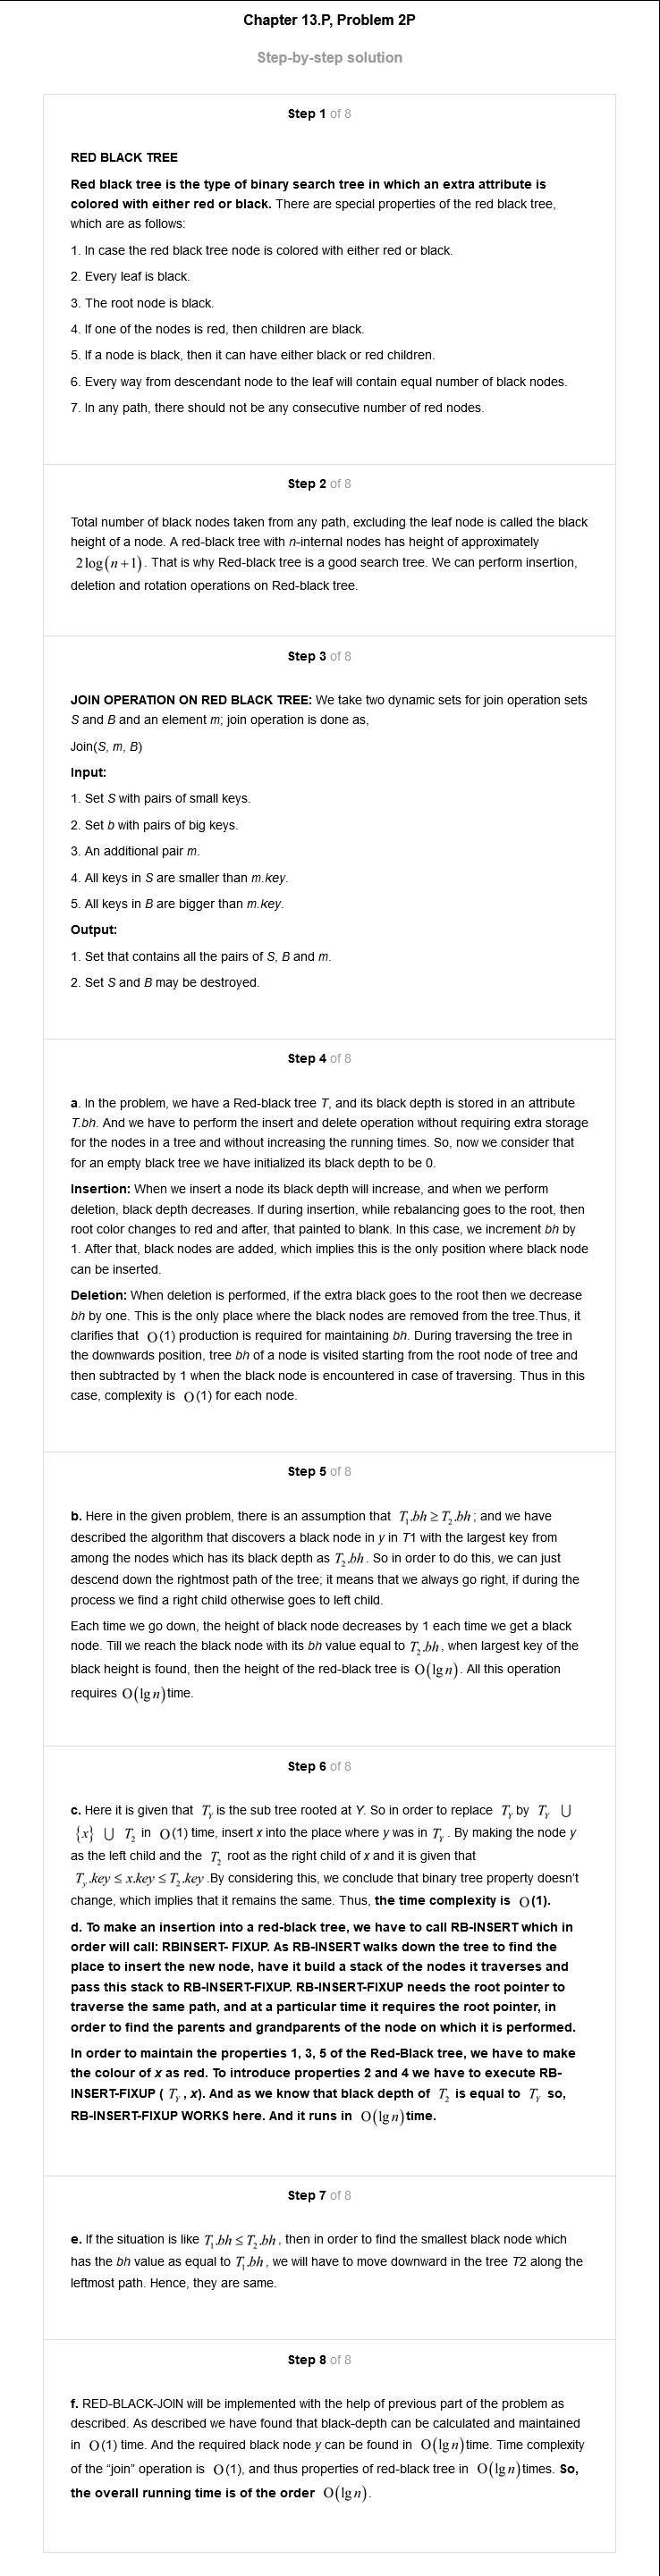 Chapter 13.P, Problem 2P
Step-by-step solution
Step 1 of 8
RED BLACK TREE
Red black tree is the type of binary search tree in which an extra attribute is
colored with either red or black. There are special properties of the red black tree,
which are as follows:
1. In case the red black tree node is colored with either red or black.
2. Every leaf is black.
3. The root node is black.
4. If one of the nodes is red, then children are black.
5. If a node is black, then it can have either black or red children.
6. Every way from descendant node to the leaf will contain equal number of black nodes.
7. In any path, there should not be any consecutive number of red nodes.
Step 2 of 8
Total number of black nodes taken from any path, excluding the leaf node is called the black
height of a node. A red-black tree with n-internal nodes has height of approximately
2 log(n+1). That is why Red-black tree is a good search tree. We can perform insertion,
deletion and rotation operations on Red-black tree.
Step 3 of 8
JOIN OPERATION ON RED BLACK TREE: We take two dynamic sets for join operation sets
S and B and an element m; join operation is done as,
Join(S, m, B)
Input:
1. Set S with pairs of small keys.
2. Set b with pairs of big keys.
3. An additional pair m.
4. All keys in S are smaller than m.key.
5. All keys in B are bigger than m.key.
Output:
1. Set that contains all the pairs of S, B and m.
2. Set S and B may be destroyed.
Step 4 of 8
a. In the problem, we have a Red-black tree T, and its black depth is stored in an attribute
T.bh. And we have to perform the insert and delete operation without requiring extra storage
for the nodes in a tree and without increasing the running times. So, now we consider that
for an empty black tree we have initialized its black depth to be 0.
Insertion: When we insert a node its black depth will increase, and when we perform
deletion, black depth decreases. If during insertion, while rebalancing goes to the root, then
root color changes to red and after, that painted to blank. In this case, we increment bh by
1. After that, black nodes are added, which implies this is the only position where black node
can be inserted.
Deletion: When deletion is performed, if the extra black goes to the root then we decrease
bh by one. This is the only place where the black nodes are removed from the tree.Thus, it
clarifies that O(1) production is required for maintaining bh. During traversing the tree in
the downwards position, tree bh of a node is visited starting from the root node of tree and
then subtracted by 1 when the black node is encountered in case of traversing. Thus in this
case, complexity is O(1) for each node.
Step 5 of 8
b. Here in the given problem, there is an assumption that T₁.bh ≥ T₂.bh; and we have
described the algorithm that discovers a black node in y in T1 with the largest key from
among the nodes which has its black depth as T₂.bh. So in order to do this, we can just
descend down the rightmost path of the tree; it means that we always go right, if during the
process we find a right child otherwise goes to left child.
Each time we go down, the height of black node decreases by 1 each time we get a black
node. Till we reach the black node with its bh value equal to T₂.bh, when largest key of the
black height is found, then the height of the red-black tree is O(lg n). All this operation
requires O(lg n)time.
Step 6 of 8
c. Here it is given that T_Y is the sub tree rooted at Y. So in order to replace T_Y by T_Y ∪
{x} ∪ T₂ in O(1) time, insert x into the place where y was in T_Y. By making the node y
as the left child and the T₂ root as the right child of x and it is given that
T_y.key ≤ x.key ≤ T₂.key.By considering this, we conclude that binary tree property doesn't
change, which implies that it remains the same. Thus, the time complexity is O(1).
d. To make an insertion into a red-black tree, we have to call RB-INSERT which in
order will call: RBINSERT- FIXUP. As RB-INSERT walks down the tree to find the
place to insert the new node, have it build a stack of the nodes it traverses and
pass this stack to RB-INSERT-FIXUP. RB-INSERT-FIXUP needs the root pointer to
traverse the same path, and at a particular time it requires the root pointer, in
order to find the parents and grandparents of the node on which it is performed.
In order to maintain the properties 1, 3, 5 of the Red-Black tree, we have to make
the colour of x as red. To introduce properties 2 and 4 we have to execute RB-
INSERT-FIXUP ( T_Y, x). And as we know that black depth of T₂ is equal to T_Y so,
RB-INSERT-FIXUP WORKS here. And it runs in O(lg n)time.
Step 7 of 8
e. If the situation is like T₁.bh ≤ T₂.bh, then in order to find the smallest black node which
has the bh value as equal to T₁.bh, we will have to move downward in the tree T2 along the
leftmost path. Hence, they are same.
Step 8 of 8
f. RED-BLACK-JOIN will be implemented with the help of previous part of the problem as
described. As described we have found that black-depth can be calculated and maintained
in O(1) time. And the required black node y can be found in O(lg n)time. Time complexity
of the "join" operation is O(1), and thus properties of red-black tree in O(lg n)times. So,
the overall running time is of the order O(lg n).